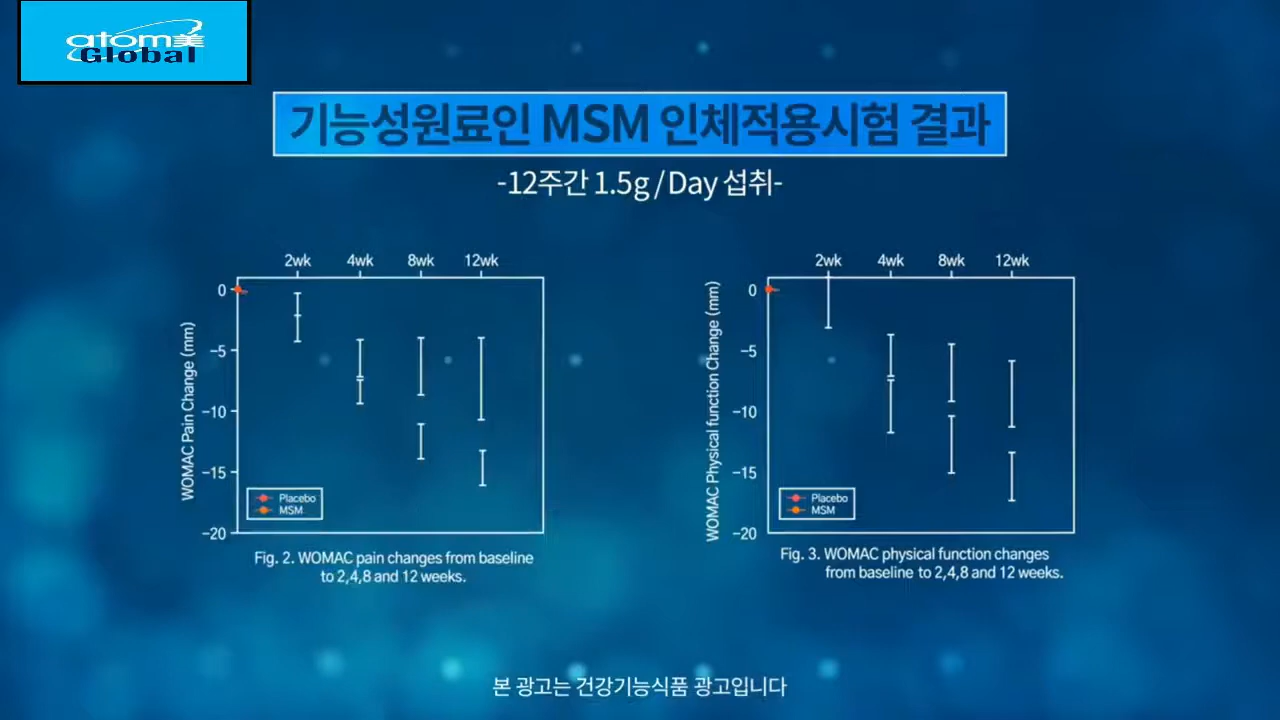 atom美
Global
기능성원료인 MSM 인체적용시험 결과
-12주간 1.5g/Day 섭취-
2wk 4wk 8wk 12wk
0
-5
-10
-15
-20
WOMAC Pain Change (mm)
Placebo
MSM
Fig. 2. WOMAC pain changes from baseline
to 2,4,8 and 12 weeks.
2wk 4wk 8wk 12wk
0
-5
-10
-15
-20
WOMAC Physical function Change (mm)
Placebo
MSM
Fig. 3. WOMAC physical function changes
from baseline to 2,4,8 and 12 weeks.
본 광고는 건강기능식품 광고입니다